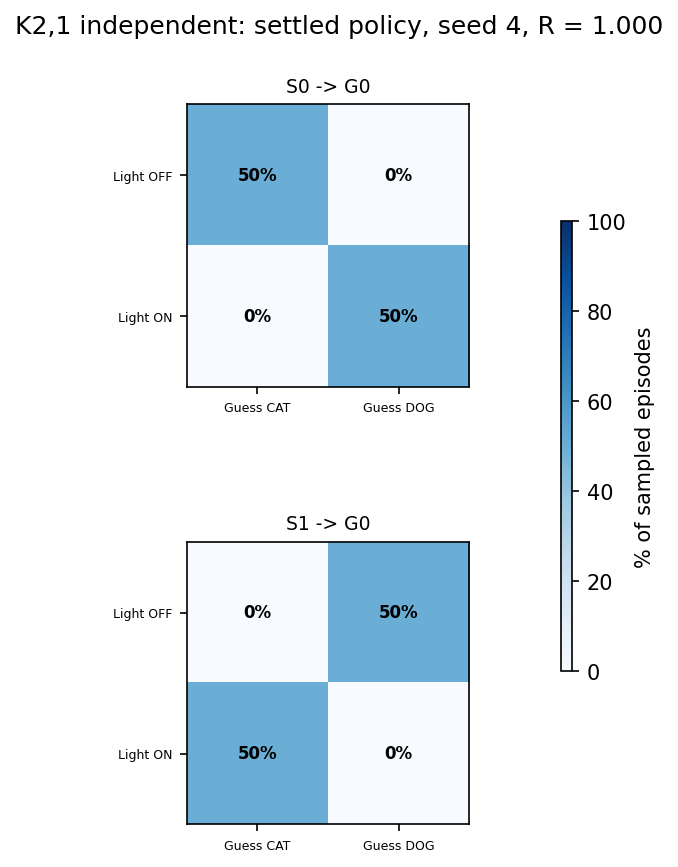 K2,1 independent: settled policy, seed 4, R = 1.000
S0 -> G0
Light OFF
50%
0%
Light ON
0%
50%
Guess CAT
Guess DOG
S1 -> G0
Light OFF
0%
50%
Light ON
50%
0%
Guess CAT
Guess DOG
100
80
60
40
20
0
% of sampled episodes